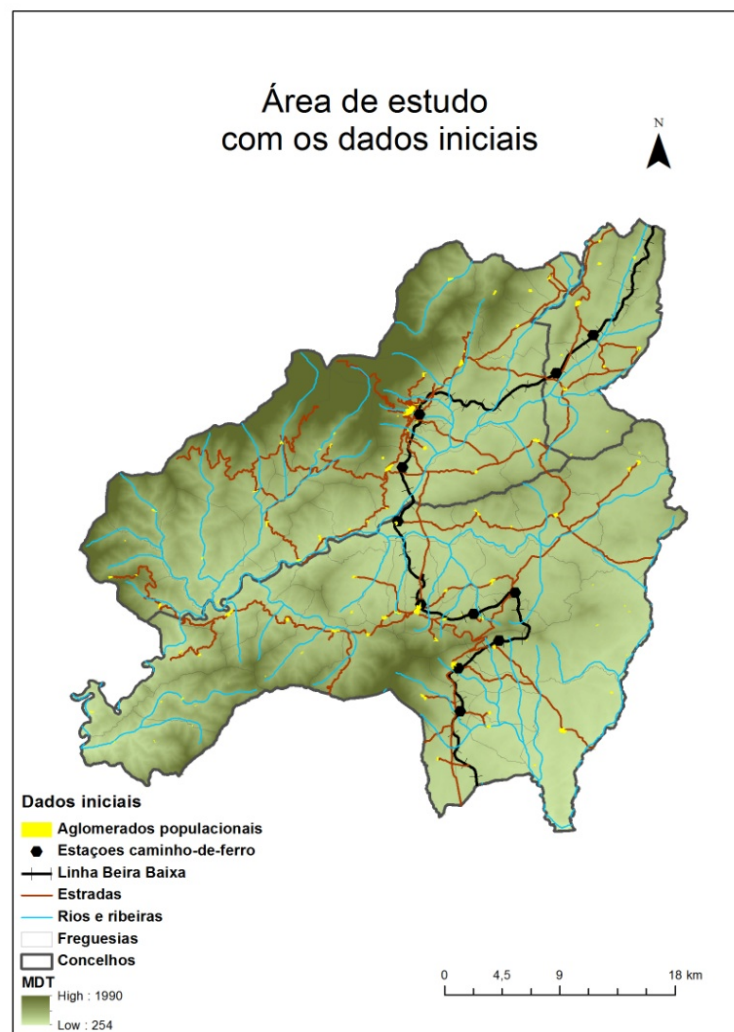 Área de estudo
com os dados iniciais
N
Dados iniciais
Aglomerados populacionais
Estaçoes caminho-de-ferro
Linha Beira Baixa
Estradas
Rios e ribeiras
Freguesias
Concelhos
MDT
High : 1990
Low : 254
0 4,5 9 18 km